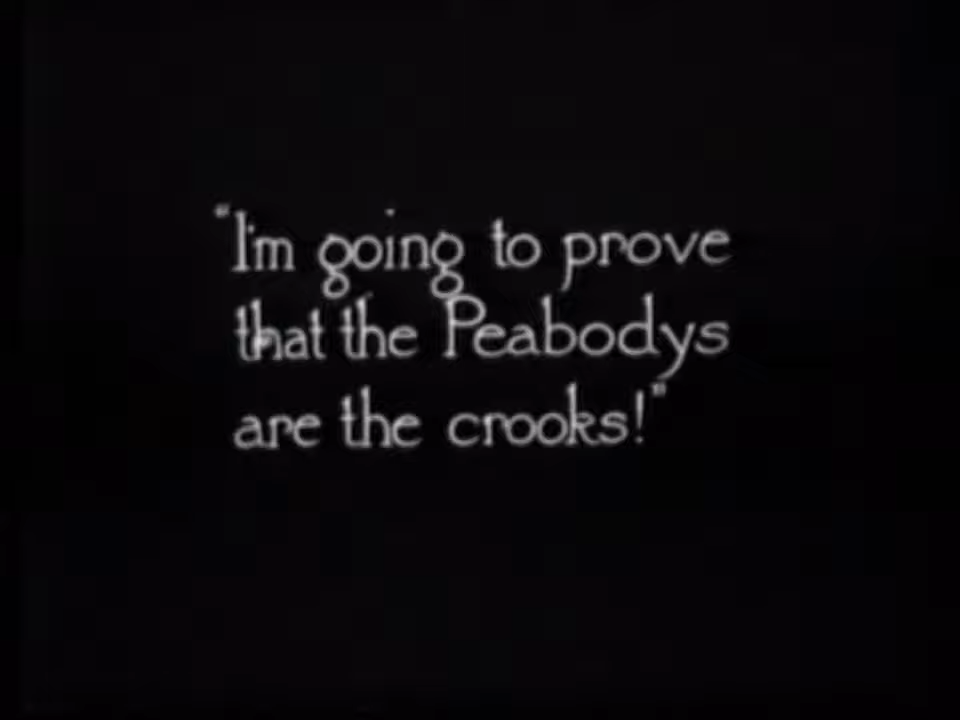 "I'm going to prove
that the Peabodys
are the crooks!"